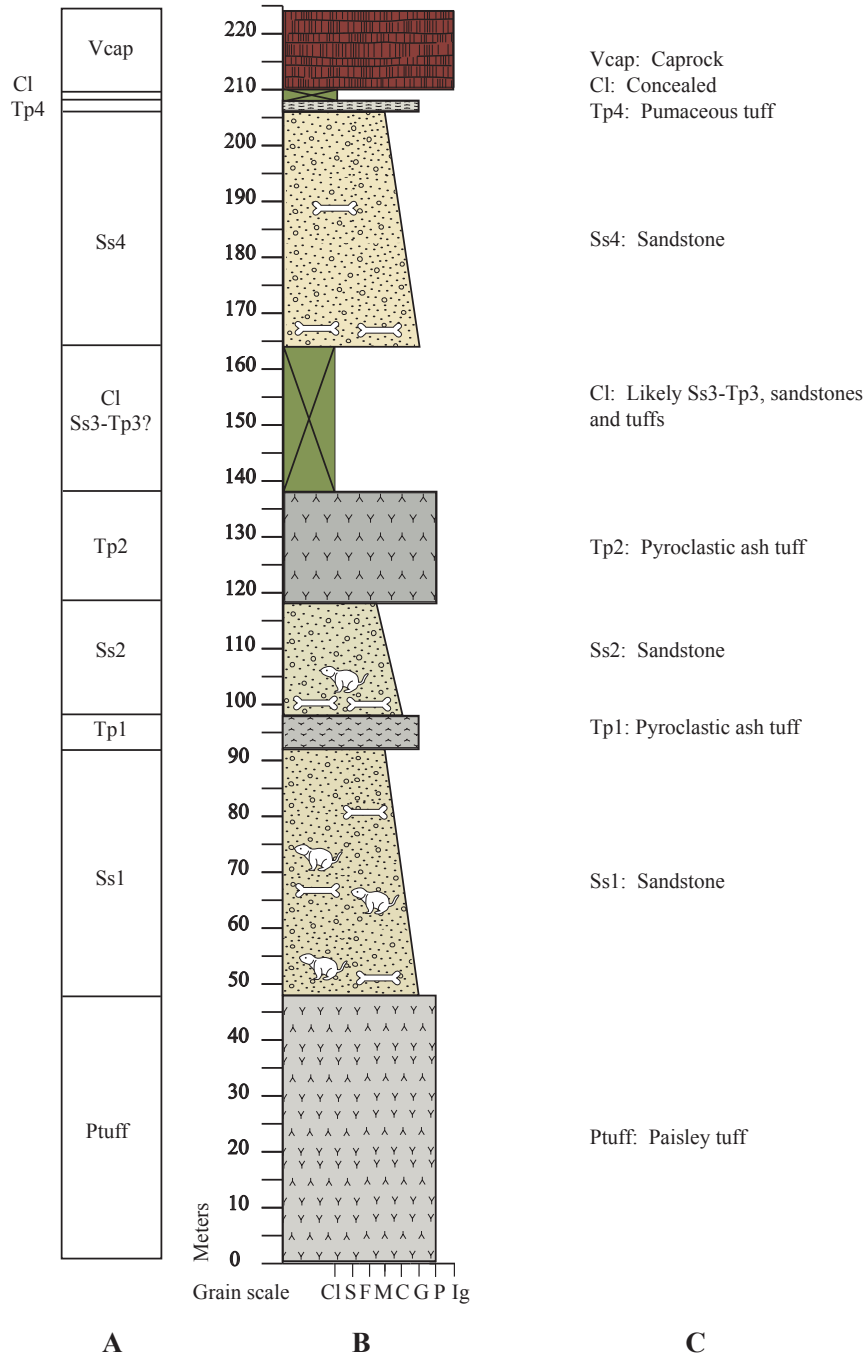 Vcap
Cl
Tp4
Ss4
Cl
Ss3-Tp3?
Tp2
Ss2
Tp1
Ss1
Ptuff
220
210
200
190
180
170
160
150
140
130
120
110
100
90
80
70
60
50
40
30
20
10
0
Meters
Grain scale
Cl S F M C G P Ig
Vcap: Caprock
Cl: Concealed
Tp4: Pumaceous tuff
Ss4: Sandstone
Cl: Likely Ss3-Tp3, sandstones
and tuffs
Tp2: Pyroclastic ash tuff
Ss2: Sandstone
Tp1: Pyroclastic ash tuff
Ss1: Sandstone
Ptuff: Paisley tuff
A
B
C